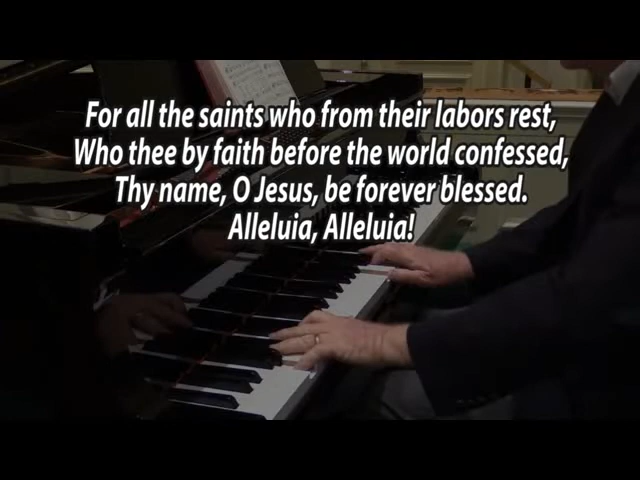 For all the saints who from their labors rest,
Who thee by faith before the world confessed,
Thy name, O Jesus, be forever blessed.
Alleluia, Alleluia!